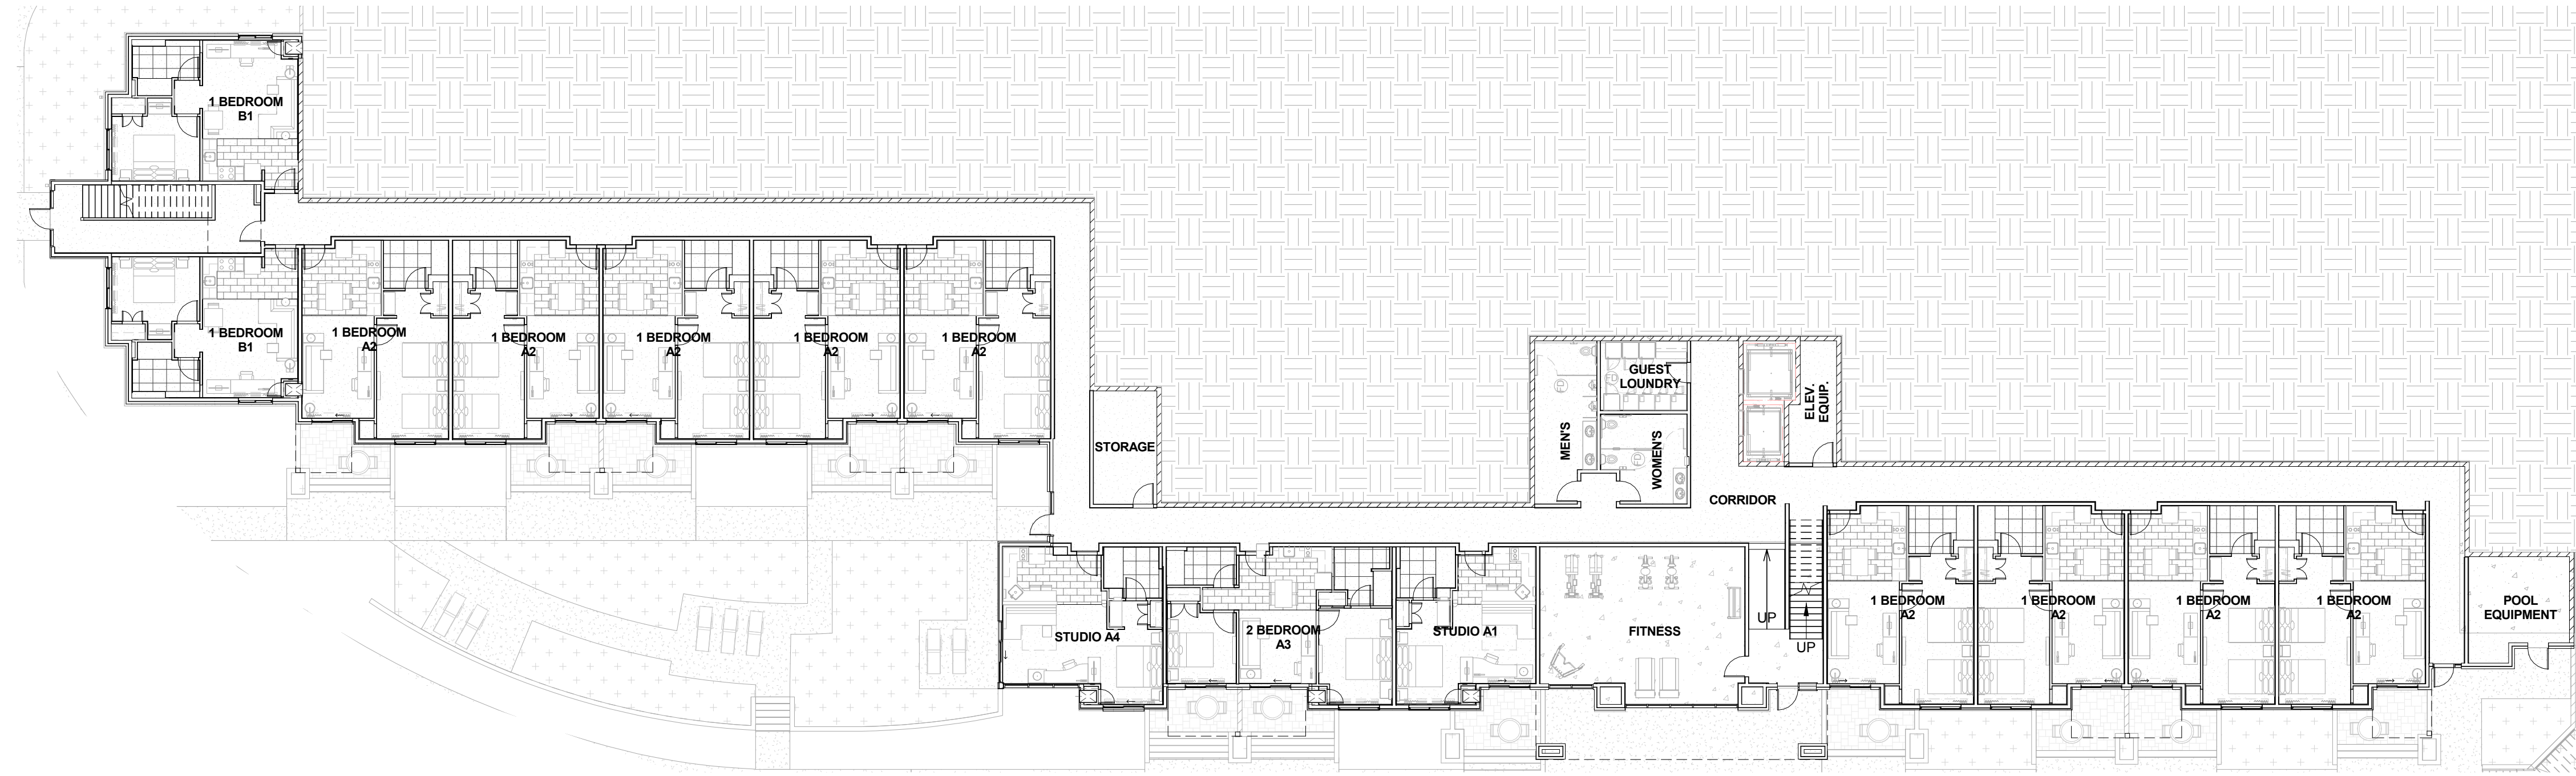 1 BEDROOM
B1
1 BEDROOM
B1
1 BEDROOM
A2
1 BEDROOM
A2
1 BEDROOM
A2
1 BEDROOM
A2
1 BEDROOM
A2
STORAGE
MEN'S
GUEST
LOUNDRY
WOMEN'S
FD
FD
ELEV.
EQUIP.
CORRIDOR
STUDIO A4
2 BEDROOM
A3
STUDIO A1
FITNESS
UP
UP
1 BEDROOM
A2
1 BEDROOM
A2
1 BEDROOM
A2
1 BEDROOM
A2
POOL
EQUIPMENT